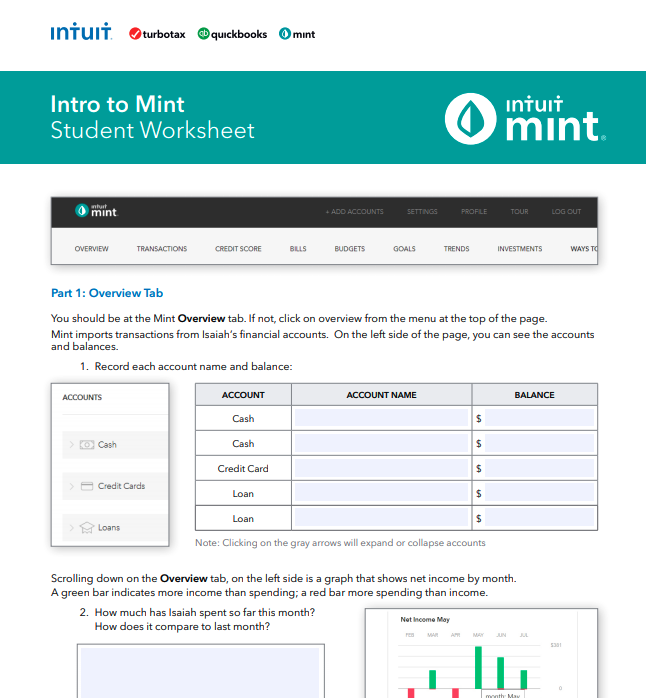 intuit turbotax quickbooks mint
Intro to Mint
Student Worksheet
intuit
mint®
intuit
mint
+ ADD ACCOUNTS SETTINGS PROFILE TOUR LOG OUT
OVERVIEW TRANSACTIONS CREDIT SCORE BILLS BUDGETS GOALS TRENDS INVESTMENTS WAYS TO
Part 1: Overview Tab
You should be at the Mint Overview tab. If not, click on overview from the menu at the top of the page.
Mint imports transactions from Isaiah's financial accounts. On the left side of the page, you can see the accounts
and balances.
1. Record each account name and balance:
ACCOUNTS
Cash
Credit Cards
Loans
ACCOUNT ACCOUNT NAME BALANCE
Cash $
Cash $
Credit Card $
Loan $
Loan $
Note: Clicking on the gray arrows will expand or collapse accounts
Scrolling down on the Overview tab, on the left side is a graph that shows net income by month.
A green bar indicates more income than spending; a red bar more spending than income.
2. How much has Isaiah spent so far this month?
How does it compare to last month?
Net Income May
FEB MAR APR MAY JUN JUL
$381
0
month: May